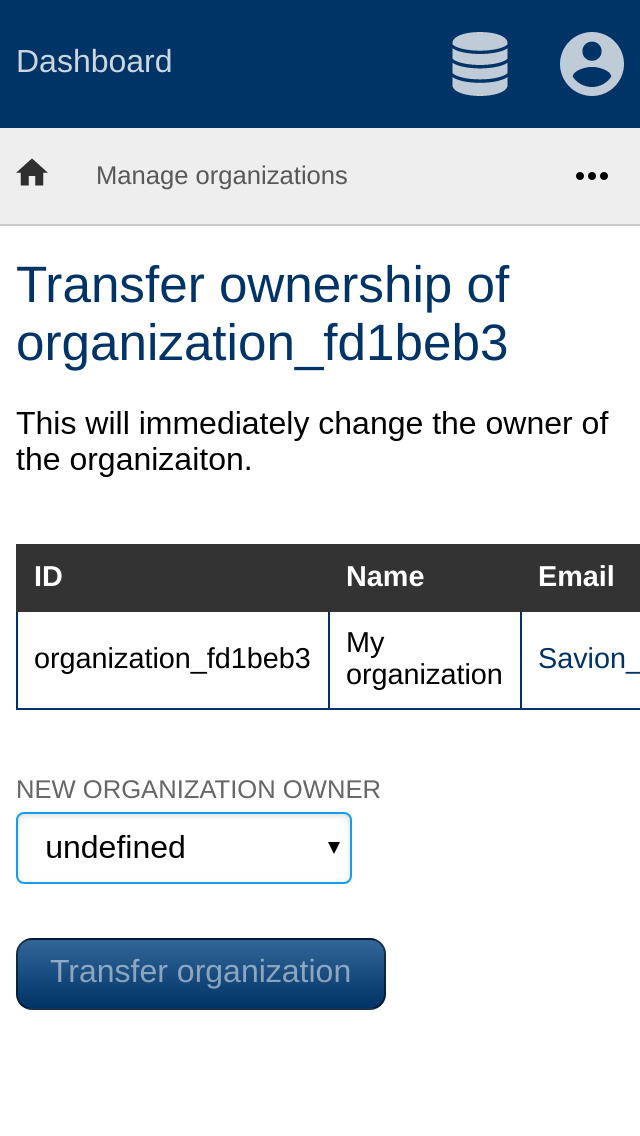 Dashboard
Manage organizations
Transfer ownership of
organization_fd1beb3
This will immediately change the owner of
the organizaiton.
ID Name Email
organization_fd1beb3 My organization Savion_
NEW ORGANIZATION OWNER
undefined
Transfer organization